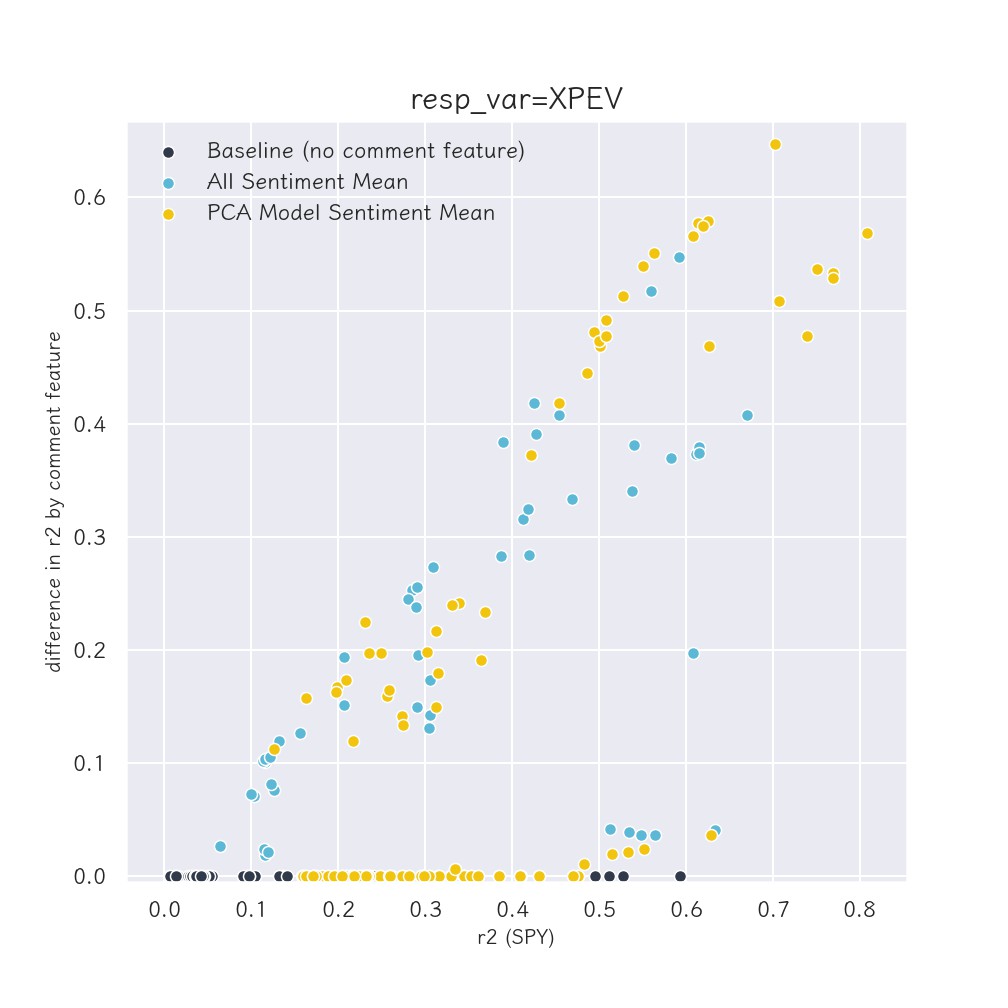 resp_var=XPEV
Baseline (no comment feature)
All Sentiment Mean
PCA Model Sentiment Mean
difference in r2 by comment feature
0.6
0.5
0.4
0.3
0.2
0.1
0.0
0.0 0.1 0.2 0.3 0.4 0.5 0.6 0.7 0.8
r2 (SPY)